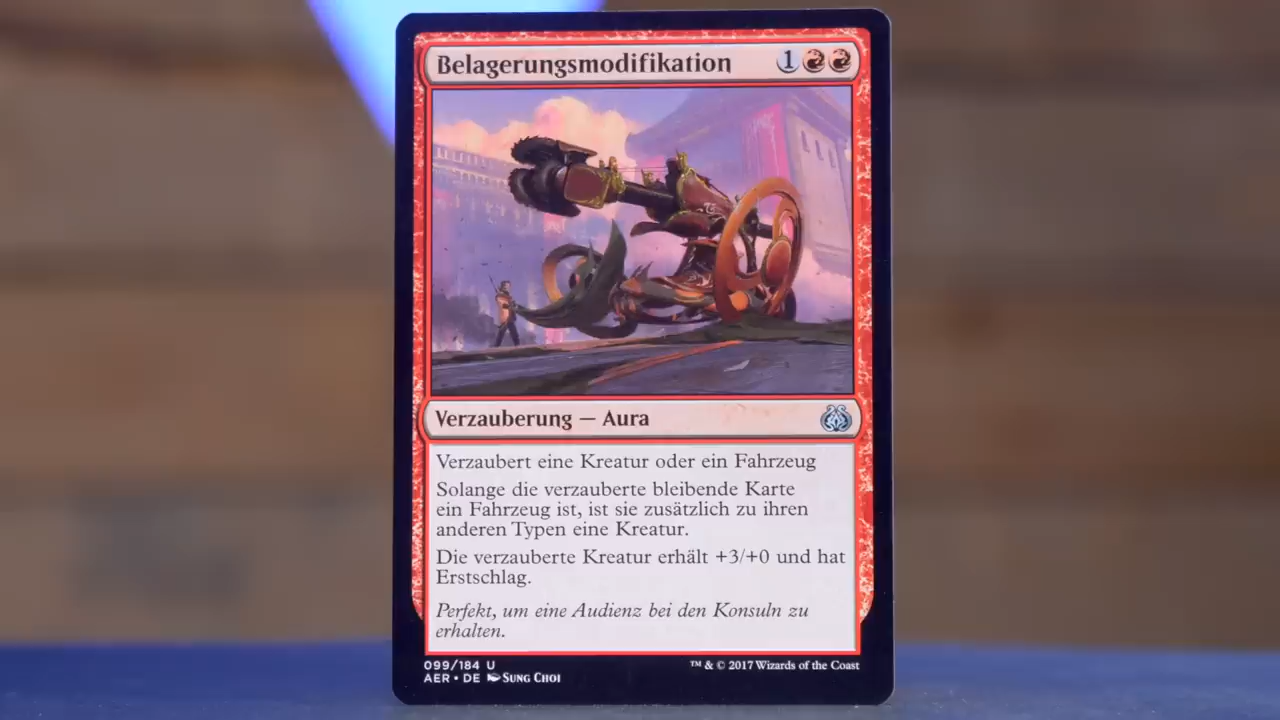 Belagerungsmodifikation 1
Verzauberung — Aura
Verzaubert eine Kreatur oder ein Fahrzeug
Solange die verzauberte bleibende Karte
ein Fahrzeug ist, ist sie zusätzlich zu ihren
anderen Typen eine Kreatur.
Die verzauberte Kreatur erhält +3/+0 und hat
Erstschlag.
Perfekt, um eine Audienz bei den Konsuln zu
erhalten.
099/184 U
AER • DE Sung Choi
™ & © 2017 Wizards of the Coast